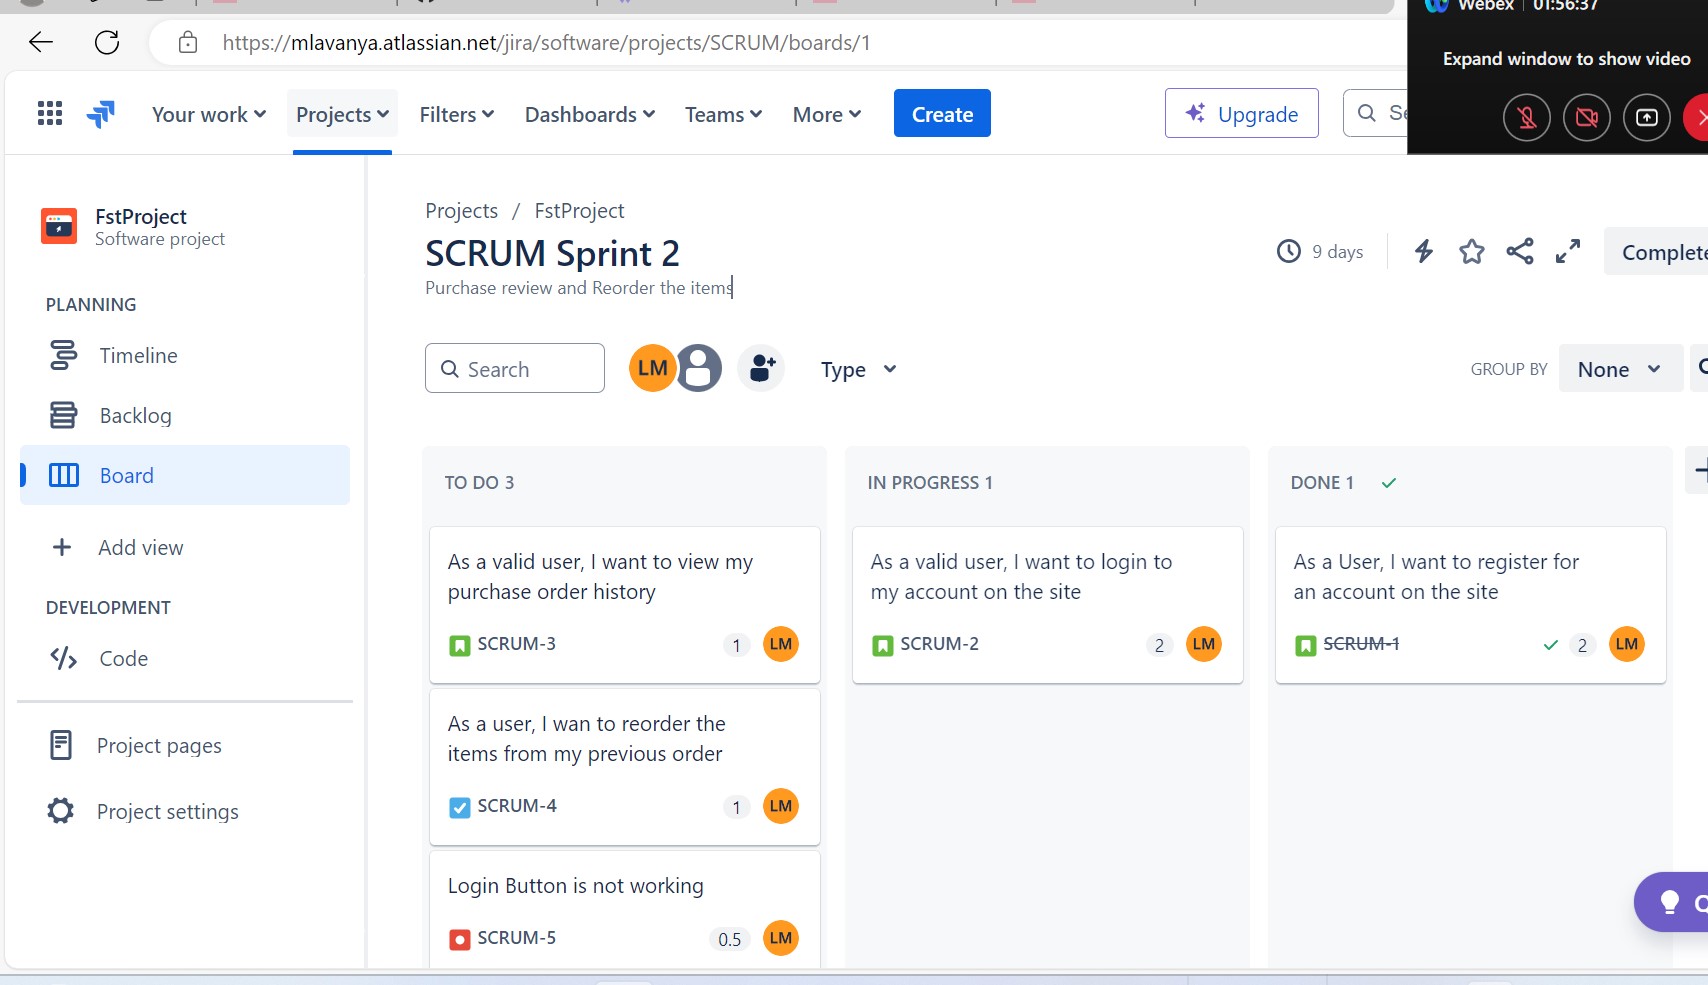 Webex | 01:56:37
https://mlavanya.atlassian.net/jira/software/projects/SCRUM/boards/1
Expand window to show video
Your work
Projects
Filters
Dashboards
Teams
More
Create
Upgrade
FstProject
Software project
PLANNING
Timeline
Backlog
Board
Add view
DEVELOPMENT
Code
Project pages
Project settings
Projects / FstProject
SCRUM Sprint 2
Purchase review and Reorder the items
9 days
Complete
Search
LM
Type
GROUP BY
None
TO DO 3
As a valid user, I want to view my
purchase order history
SCRUM-3
1
LM
As a user, I wan to reorder the
items from my previous order
SCRUM-4
1
LM
Login Button is not working
SCRUM-5
0.5
LM
IN PROGRESS 1
As a valid user, I want to login to
my account on the site
SCRUM-2
2
LM
DONE 1
As a User, I want to register for
an account on the site
SCRUM-1
2
LM